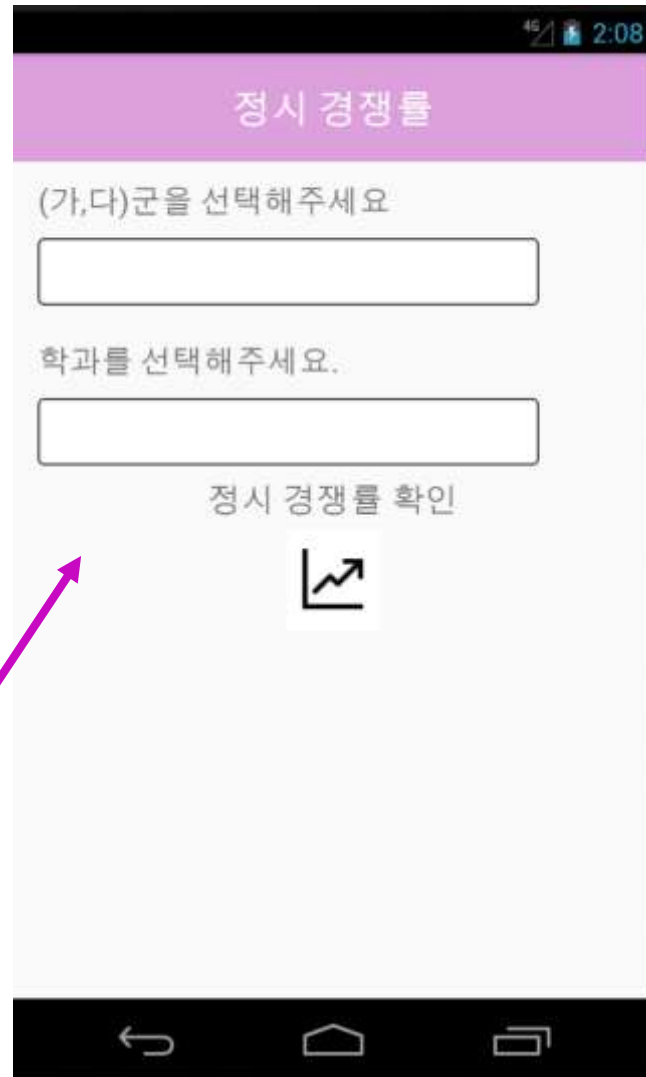 4G 2:08
정시 경쟁률
(가,다)군을 선택해주세요
학과를 선택해주세요.
정시 경쟁률 확인